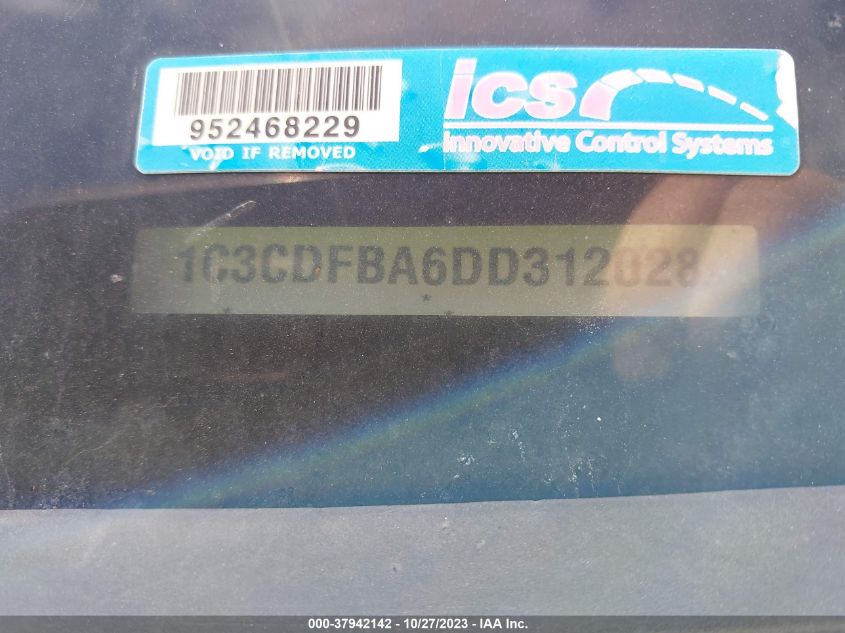 952468229
VOID IF REMOVED
ics
Innovative Control Systems
1C3CDFBA6DD312028
000-37942142 - 10/27/2023 - IAA Inc.